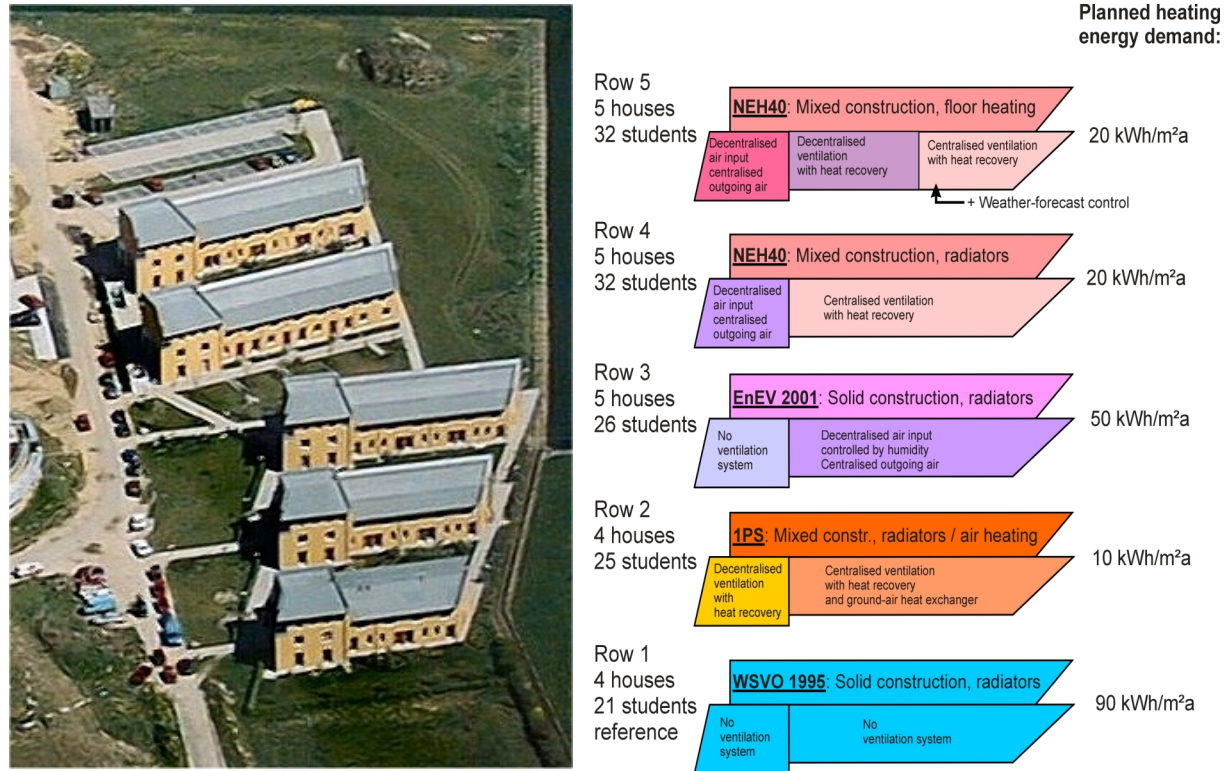 Planned heating
energy demand:
Row 5
5 houses
32 students
NEH40: Mixed construction, floor heating
Decentralised
air input
centralised
outgoing air
Decentralised
ventilation
with heat recovery
Centralised ventilation
with heat recovery
20 kWh/m²a
+ Weather-forecast control
Row 4
5 houses
32 students
NEH40: Mixed construction, radiators
Decentralised
air input
centralised
outgoing air
Centralised ventilation
with heat recovery
20 kWh/m²a
Row 3
5 houses
26 students
EnEV 2001: Solid construction, radiators
No
ventilation
system
Decentralised air input
controlled by humidity
Centralised outgoing air
50 kWh/m²a
Row 2
4 houses
25 students
1PS: Mixed constr., radiators / air heating
Decentralised
ventilation
with
heat recovery
Centralised ventilation
with heat recovery
and ground-air heat exchanger
10 kWh/m²a
Row 1
4 houses
21 students
reference
WSVO 1995: Solid construction, radiators
No
ventilation
system
No
ventilation system
90 kWh/m²a